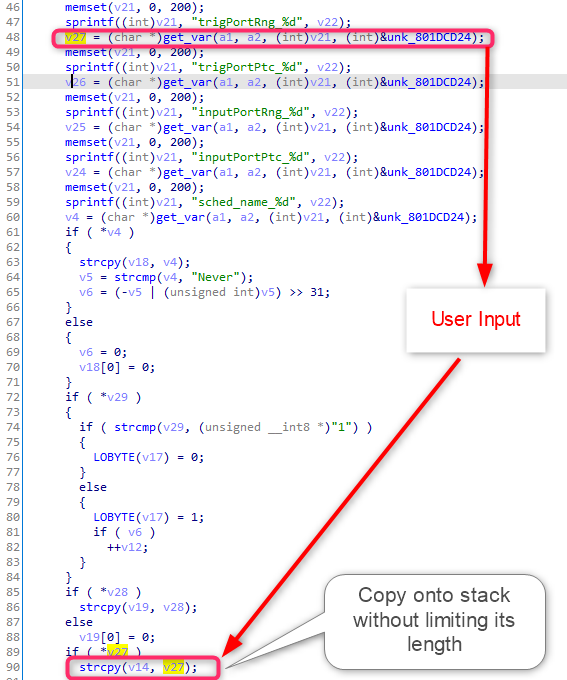 46 memset(v21, 0, 200);
47 sprintf((int)v21, "trigPortRng_%d", v22);
48 v27 = (char *)get_var(a1, a2, (int)v21, (int)&unk_801DCD24);
49 memset(v21, 0, 200);
50 sprintf((int)v21, "trigPortPtc_%d", v22);
51 v26 = (char *)get_var(a1, a2, (int)v21, (int)&unk_801DCD24);
52 memset(v21, 0, 200);
53 sprintf((int)v21, "inputPortRng_%d", v22);
54 v25 = (char *)get_var(a1, a2, (int)v21, (int)&unk_801DCD24);
55 memset(v21, 0, 200);
56 sprintf((int)v21, "inputPortPtc_%d", v22);
57 v24 = (char *)get_var(a1, a2, (int)v21, (int)&unk_801DCD24);
58 memset(v21, 0, 200);
59 sprintf((int)v21, "sched_name_%d", v22);
60 v4 = (char *)get_var(a1, a2, (int)v21, (int)&unk_801DCD24);
61 if ( *v4 )
62 {
63 strcpy(v18, v4);
64 v5 = strcmp(v4, "Never");
65 v6 = (-v5 | (unsigned int)v5) >> 31;
66 }
67 else
68 {
69 v6 = 0;
70 v18[0] = 0;
71 }
72 if ( *v29 )
73 {
74 if ( strcmp(v29, (unsigned __int8 *)"1") )
75 {
76 LOBYTE(v17) = 0;
77 }
78 else
79 {
80 LOBYTE(v17) = 1;
81 if ( v6 )
82 ++v12;
83 }
84 }
85 if ( *v28 )
86 strcpy(v19, v28);
87 else
88 v19[0] = 0;
89 if ( *v27 )
90 strcpy(v14, v27);
User Input
Copy onto stack
without limiting its
length